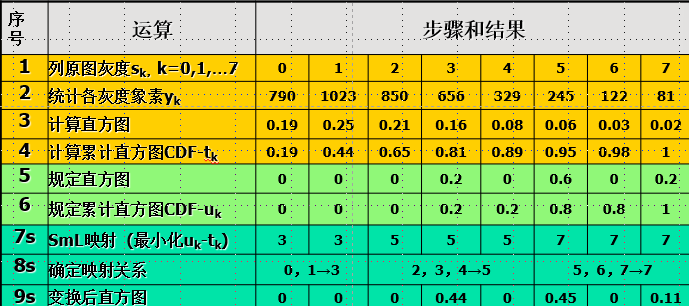 序号 运算 步骤和结果
1 列原图灰度sk, k=0,1,…7 0 1 2 3 4 5 6 7
2 统计各灰度象素yk 790 1023 850 656 329 245 122 81
3 计算直方图 0.19 0.25 0.21 0.16 0.08 0.06 0.03 0.02
4 计算累计直方图CDF-tk 0.19 0.44 0.65 0.81 0.89 0.95 0.98 1
5 规定直方图 0 0 0 0.2 0 0.6 0 0.2
6 规定累计直方图CDF-uk 0 0 0 0.2 0.2 0.8 0.8 1
7s SmL映射 (最小化uk-tk) 3 3 5 5 5 7 7 7
8s 确定映射关系 0, 1→3 2, 3, 4→5 5, 6, 7→7
9s 变换后直方图 0 0 0 0.44 0 0.45 0 0.11